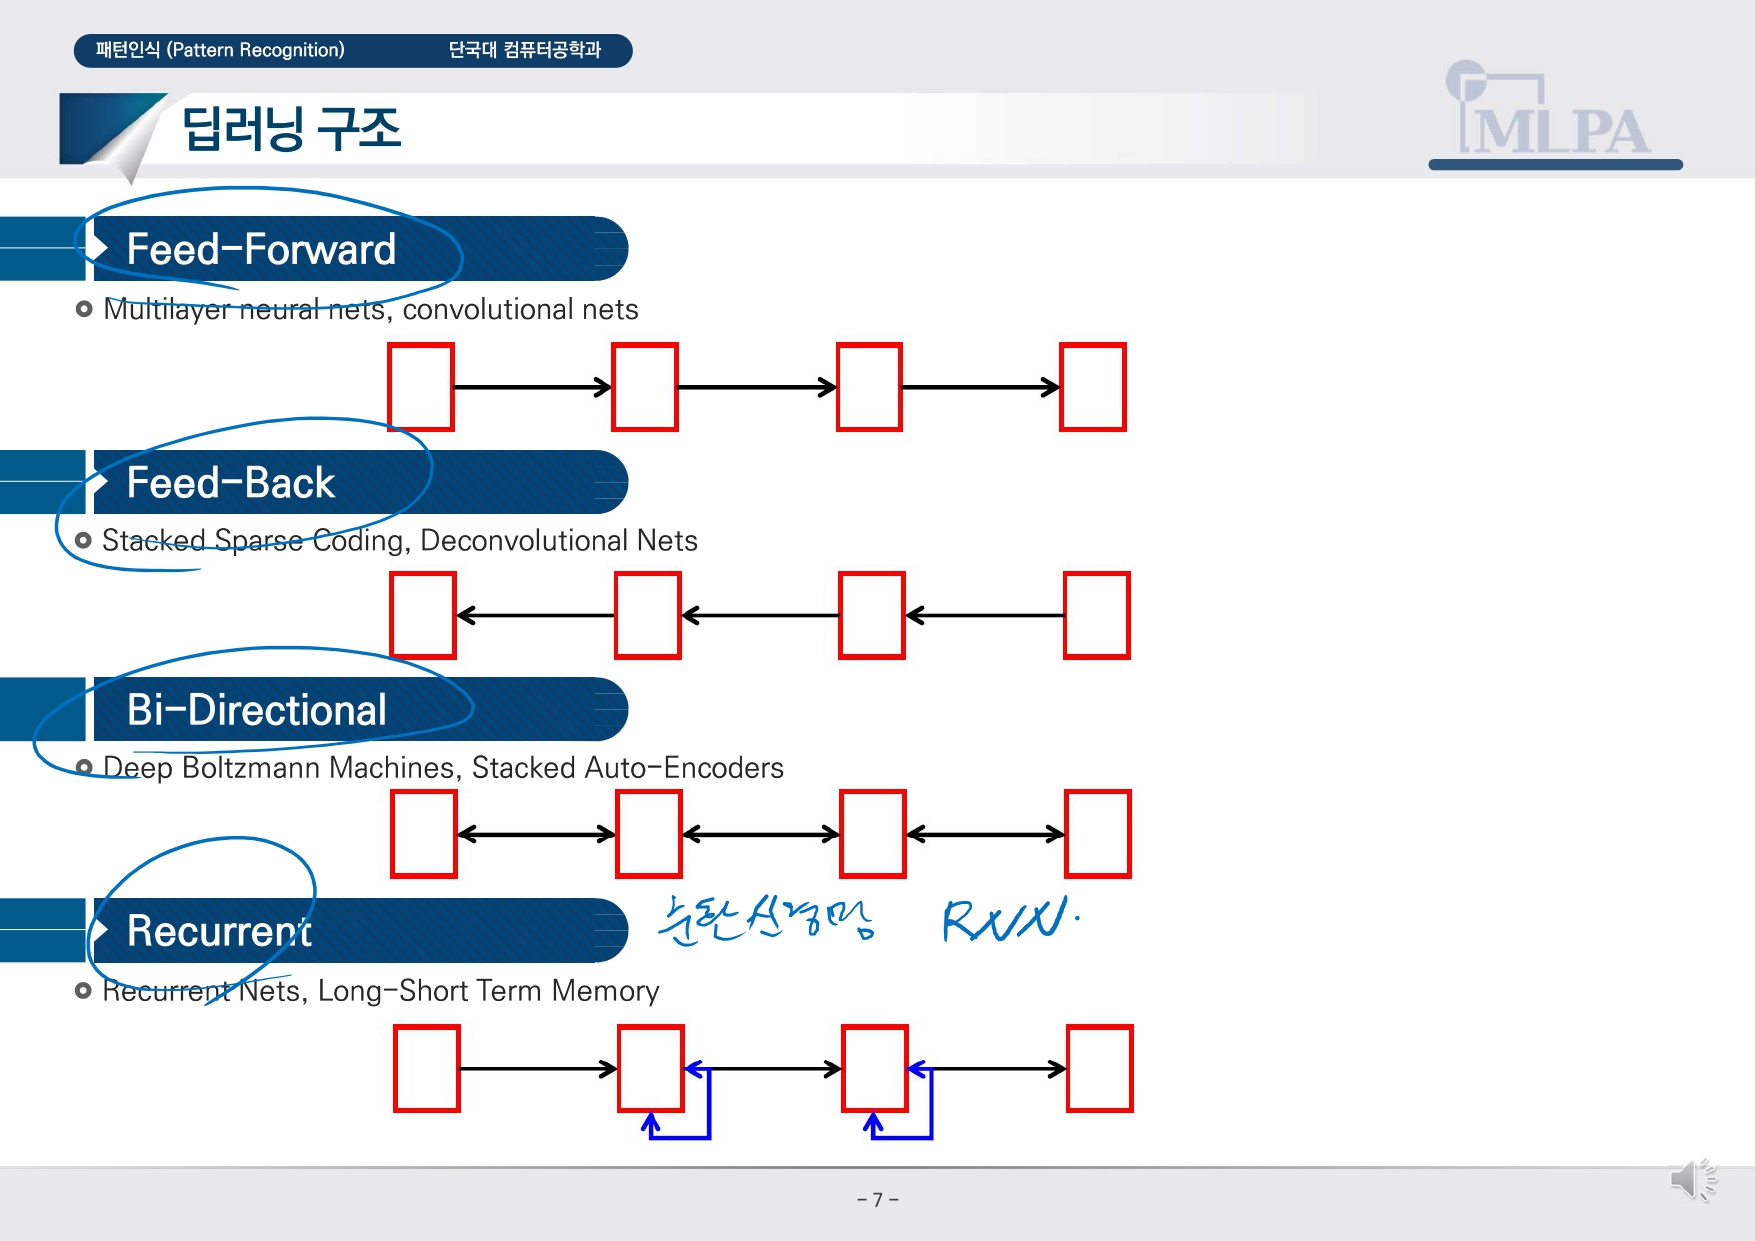 패턴인식 (Pattern Recognition) 단국대 컴퓨터공학과
딥러닝 구조
MLPA
Feed-Forward
Multilayer neural nets, convolutional nets
Feed-Back
Stacked Sparse Coding, Deconvolutional Nets
Bi-Directional
Deep Boltzmann Machines, Stacked Auto-Encoders
Recurrent
순환신경망 RNN.
Recurrent Nets, Long-Short Term Memory
- 7 -